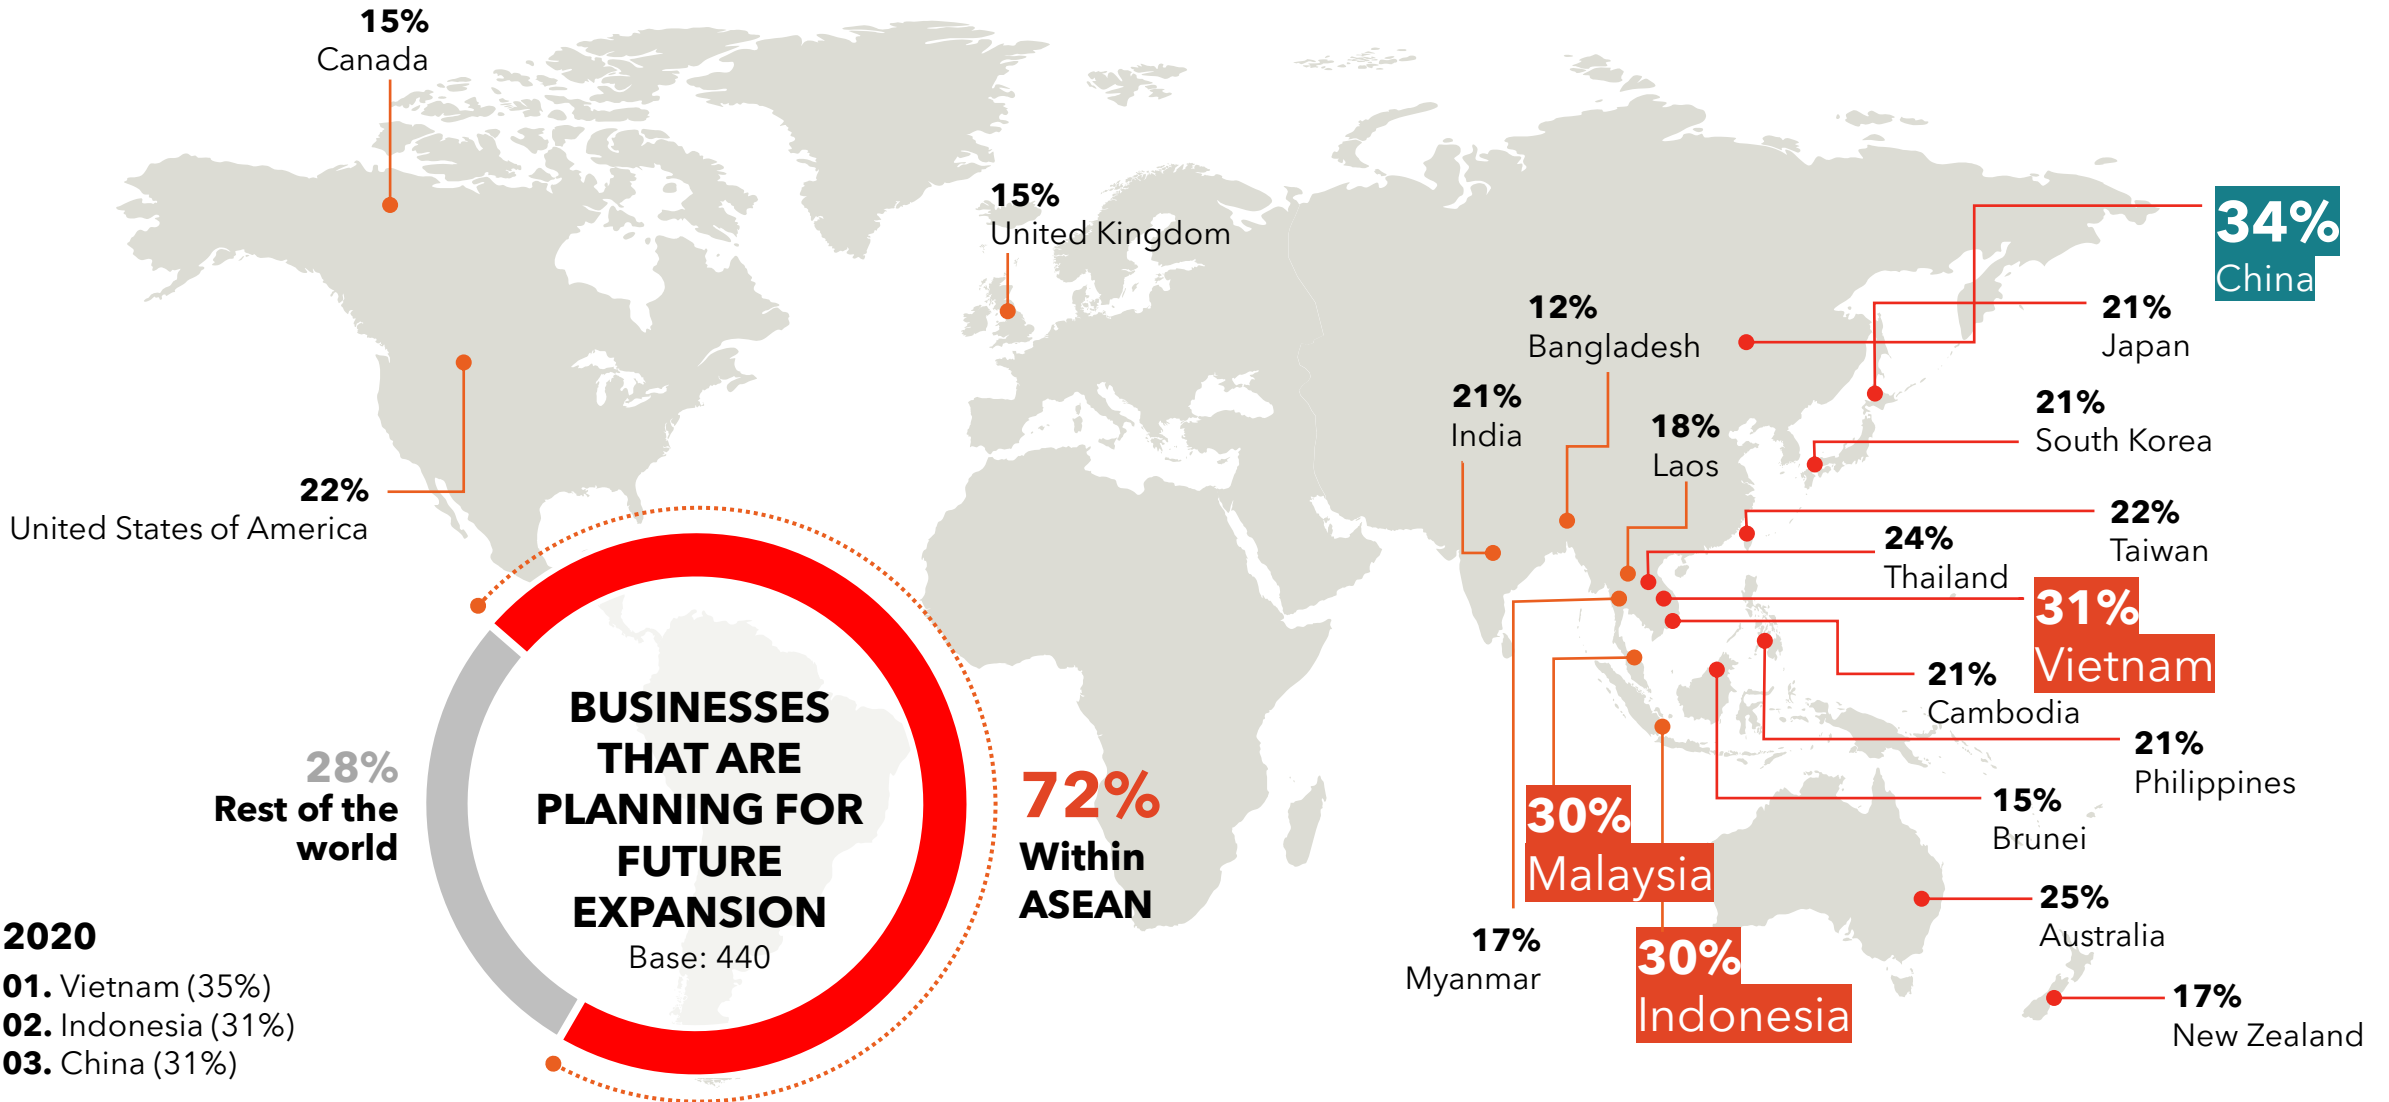 15%
Canada
15%
United Kingdom
34%
China
12%
Bangladesh
21%
Japan
21%
India
18%
Laos
21%
South Korea
22%
United States of America
22%
Taiwan
24%
Thailand
31%
Vietnam
21%
Cambodia
21%
Philippines
15%
Brunei
30%
Malaysia
25%
Australia
17%
Myanmar
30%
Indonesia
17%
New Zealand
BUSINESSES
THAT ARE
PLANNING FOR
FUTURE
EXPANSION
Base: 440
28%
Rest of the
world
72%
Within
ASEAN
2020
01. Vietnam (35%)
02. Indonesia (31%)
03. China (31%)